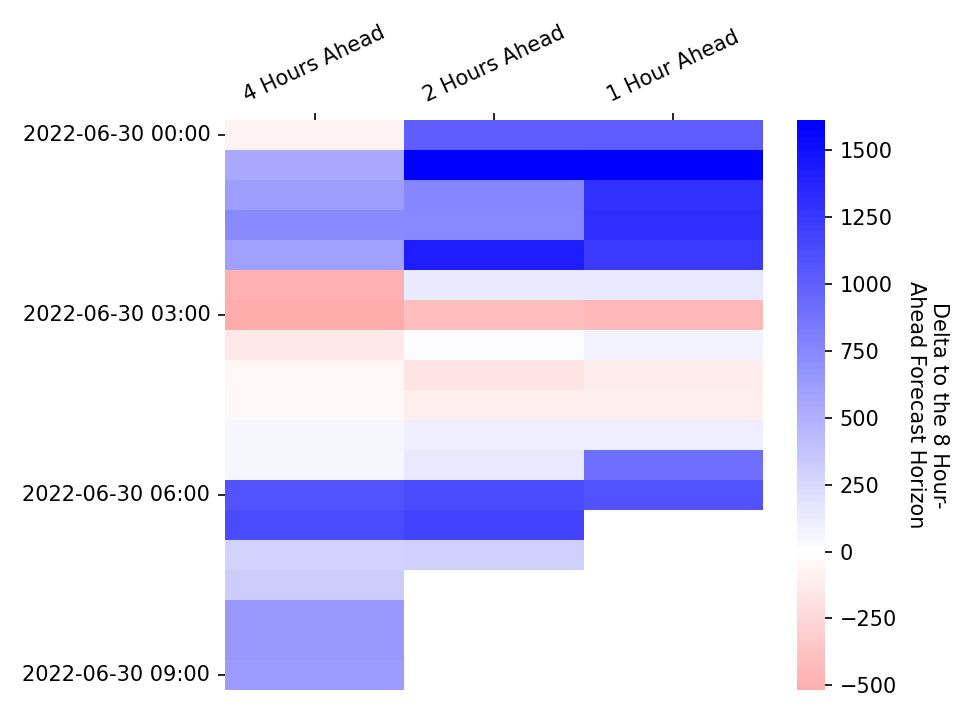 4 Hours Ahead
2 Hours Ahead
1 Hour Ahead
2022-06-30 00:00
2022-06-30 03:00
2022-06-30 06:00
2022-06-30 09:00
1500
1250
1000
750
500
250
0
−250
−500
Delta to the 8 Hour-
Ahead Forecast Horizon